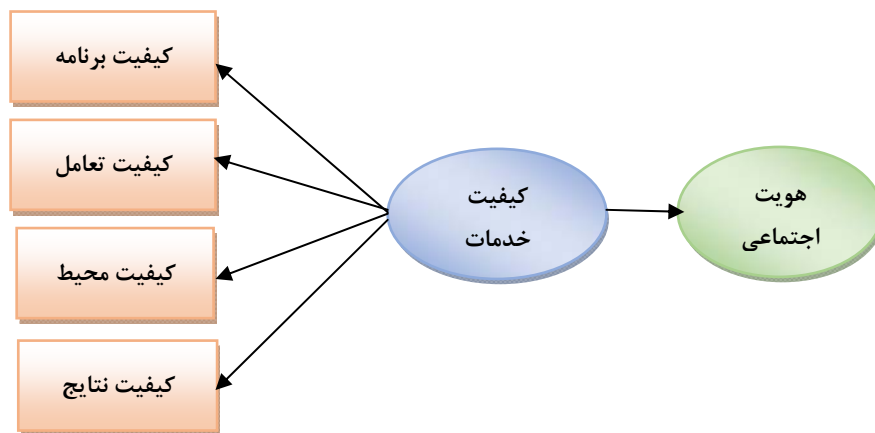 کیفیت برنامه
کیفیت تعامل
کیفیت محیط
کیفیت نتایج
کیفیت
خدمات
هویت
اجتماعی